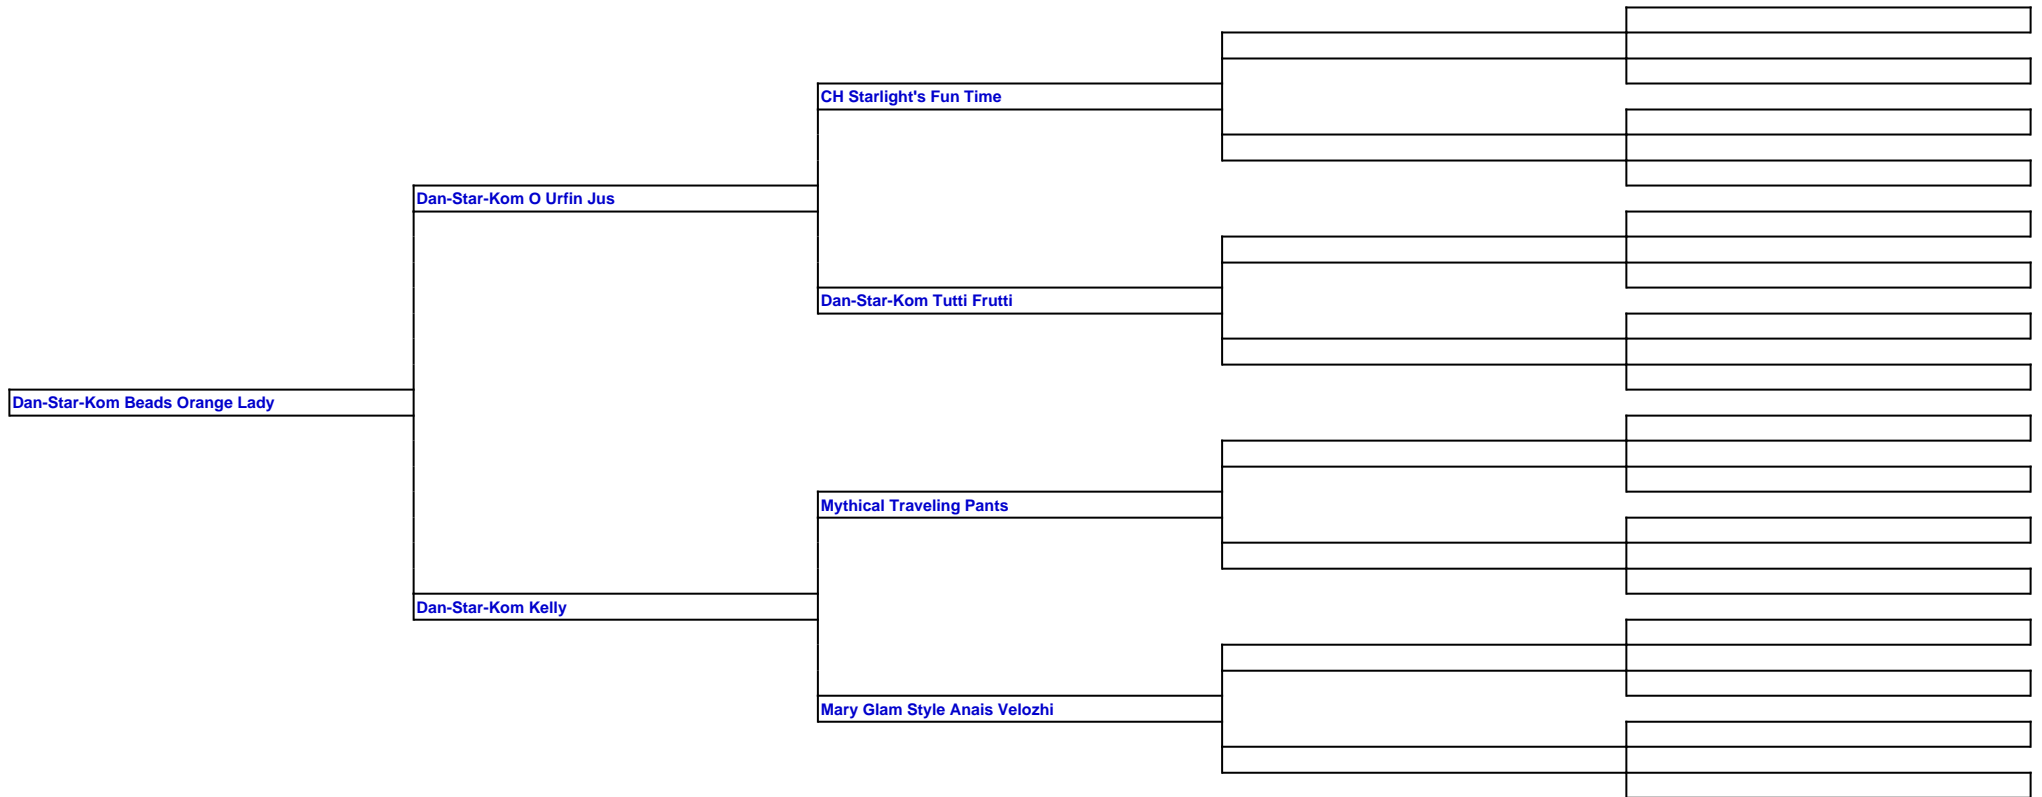 CH Starlight's Fun Time
Dan-Star-Kom O Urfin Jus
Dan-Star-Kom Tutti Frutti
Dan-Star-Kom Beads Orange Lady
Mythical Traveling Pants
Dan-Star-Kom Kelly
Mary Glam Style Anais Velozhi